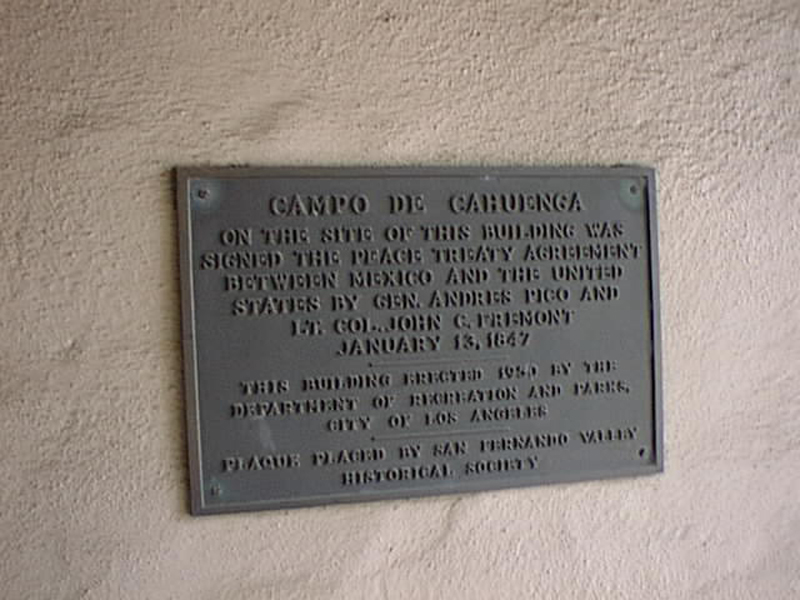 CAMPO DE CAHUENGA
ON THE SITE OF THIS BUILDING WAS
SIGNED THE PEACE TREATY AGREEMENT
BETWEEN MEXICO AND THE UNITED
STATES BY GEN. ANDRES PICO AND
LT. COL. JOHN C. FREMONT
JANUARY 13, 1847
THIS BUILDING ERECTED BY THE
DEPARTMENT OF RECREATION AND PARKS,
CITY OF LOS ANGELES
PLAQUE PLACED BY SAN FERNANDO VALLEY
HISTORICAL SOCIETY